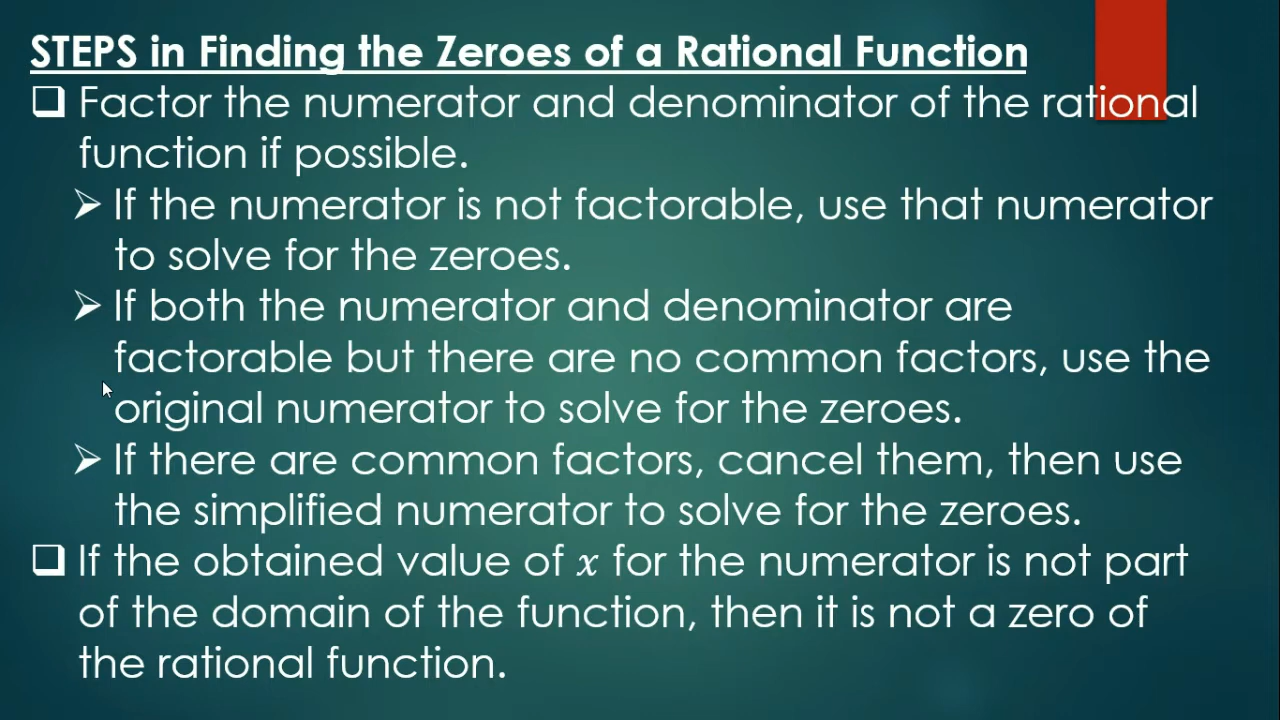 STEPS in Finding the Zeroes of a Rational Function
❑ Factor the numerator and denominator of the rational
function if possible.
➢ If the numerator is not factorable, use that numerator
to solve for the zeroes.
➢ If both the numerator and denominator are
factorable but there are no common factors, use the
original numerator to solve for the zeroes.
➢ If there are common factors, cancel them, then use
the simplified numerator to solve for the zeroes.
❑ If the obtained value of 𝑥 for the numerator is not part
of the domain of the function, then it is not a zero of
the rational function.